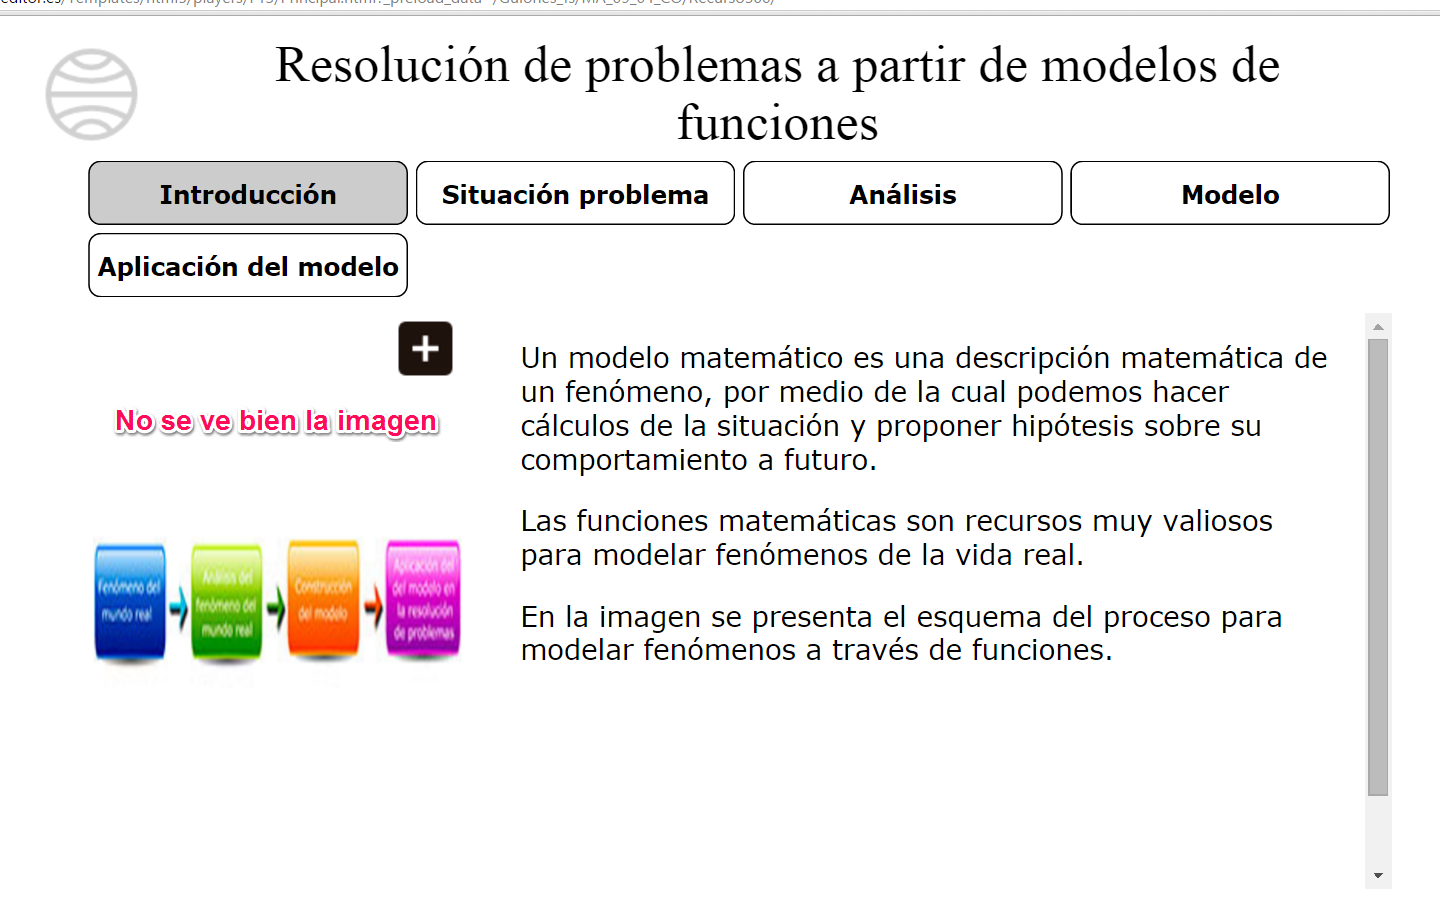 Resolución de problemas a partir de modelos de
funciones
Introducción
Situación problema
Análisis
Modelo
Aplicación del modelo
No se ve bien la imagen
Un modelo matemático es una descripción matemática de
un fenómeno, por medio de la cual podemos hacer
cálculos de la situación y proponer hipótesis sobre su
comportamiento a futuro.
Las funciones matemáticas son recursos muy valiosos
para modelar fenómenos de la vida real.
En la imagen se presenta el esquema del proceso para
modelar fenómenos a través de funciones.
Fenómeno del
mundo real
Análisis del
fenómeno del
mundo real
Construcción
del modelo
Aplicación del
del modelo en
la resolución
de problemas